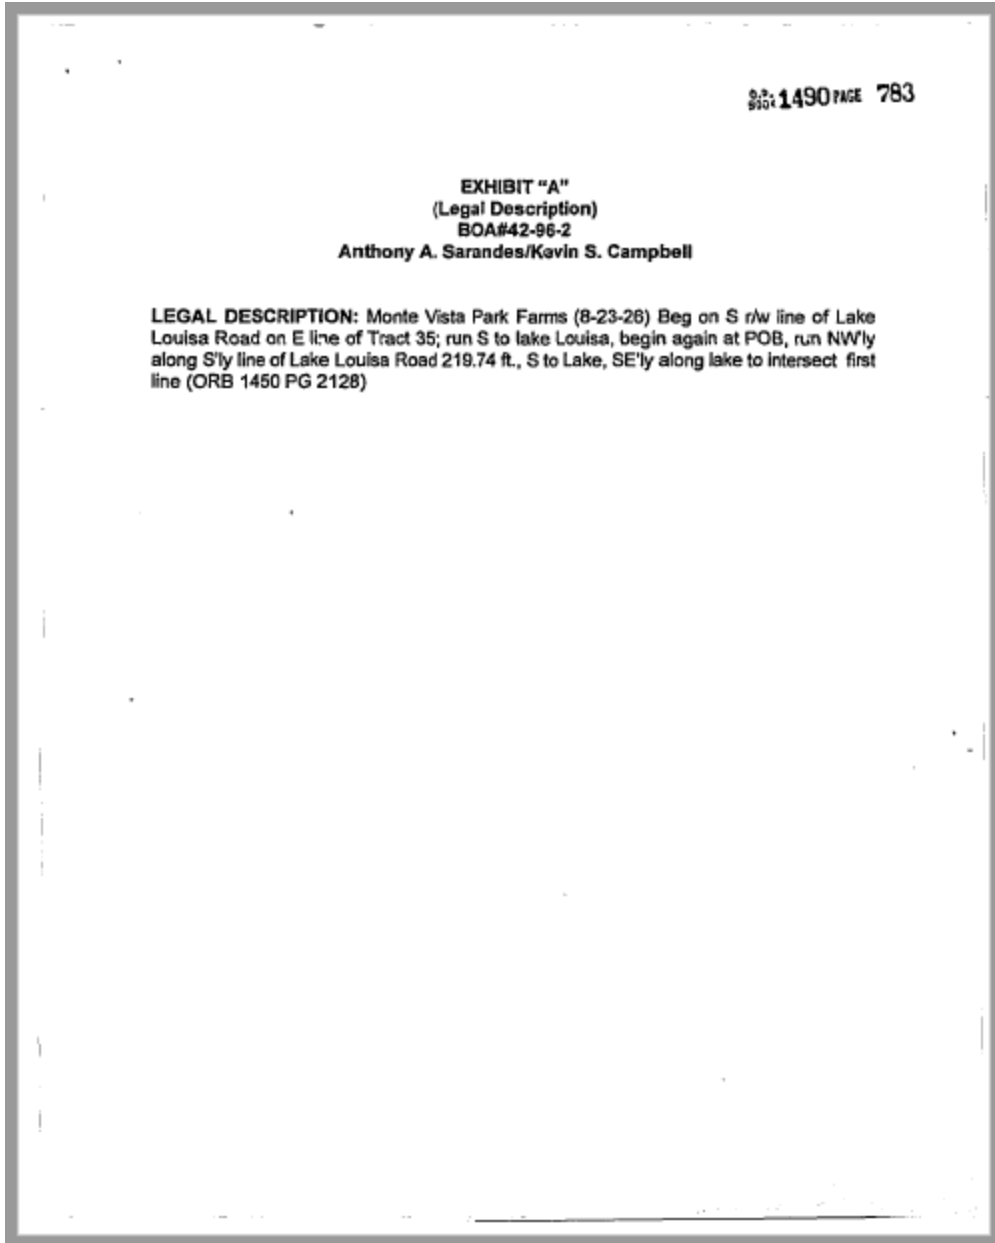 O.R. BOOK 1490 PAGE 783
EXHIBIT "A"
(Legal Description)
BOA#42-96-2
Anthony A. Sarandes/Kevin S. Campbell
LEGAL DESCRIPTION: Monte Vista Park Farms (8-23-26) Beg on S r/w line of Lake
Louisa Road on E line of Tract 35; run S to lake Louisa, begin again at POB, run NW'ly
along S'ly line of Lake Louisa Road 219.74 ft., S to Lake, SE'ly along lake to intersect first
line (ORB 1450 PG 2128)